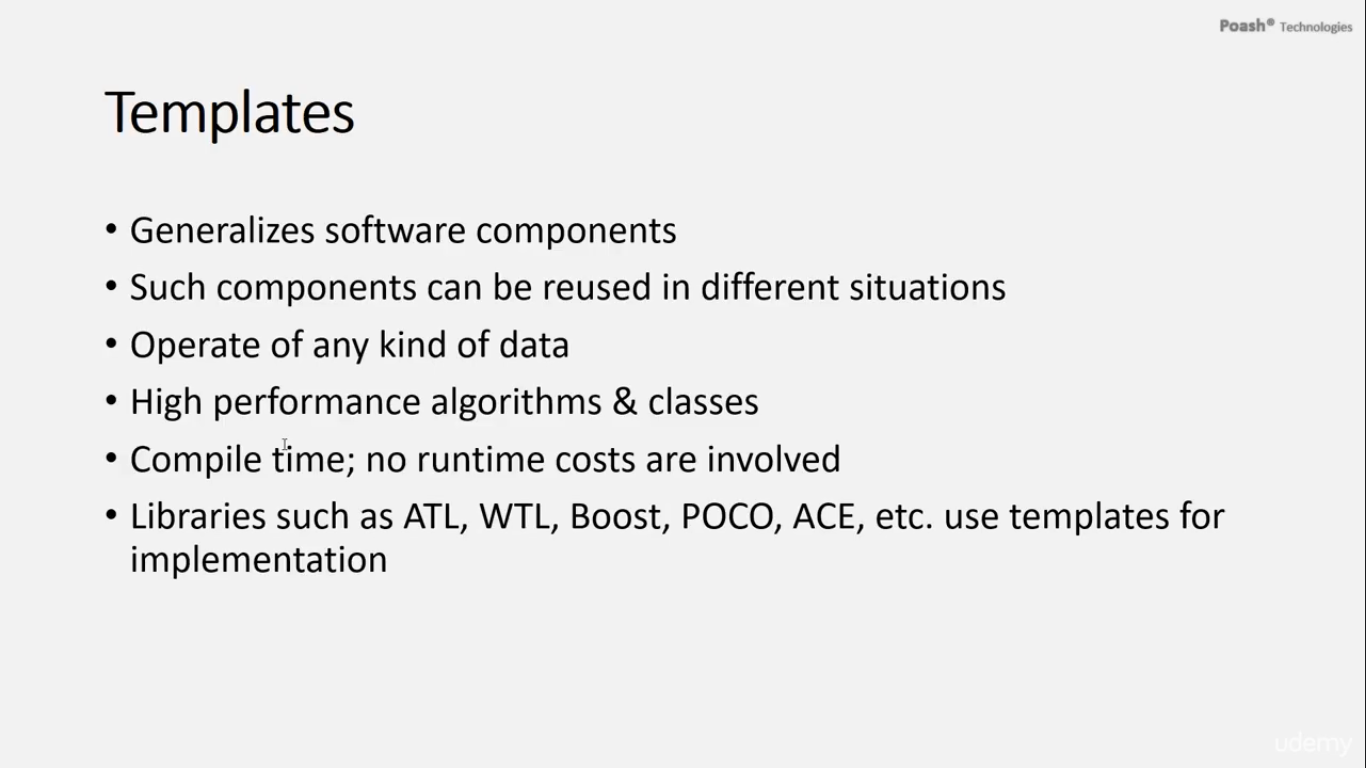 Poash® Technologies
Templates
• Generalizes software components
• Such components can be reused in different situations
• Operate of any kind of data
• High performance algorithms & classes
• Compile time; no runtime costs are involved
• Libraries such as ATL, WTL, Boost, POCO, ACE, etc. use templates for
implementation
udemy